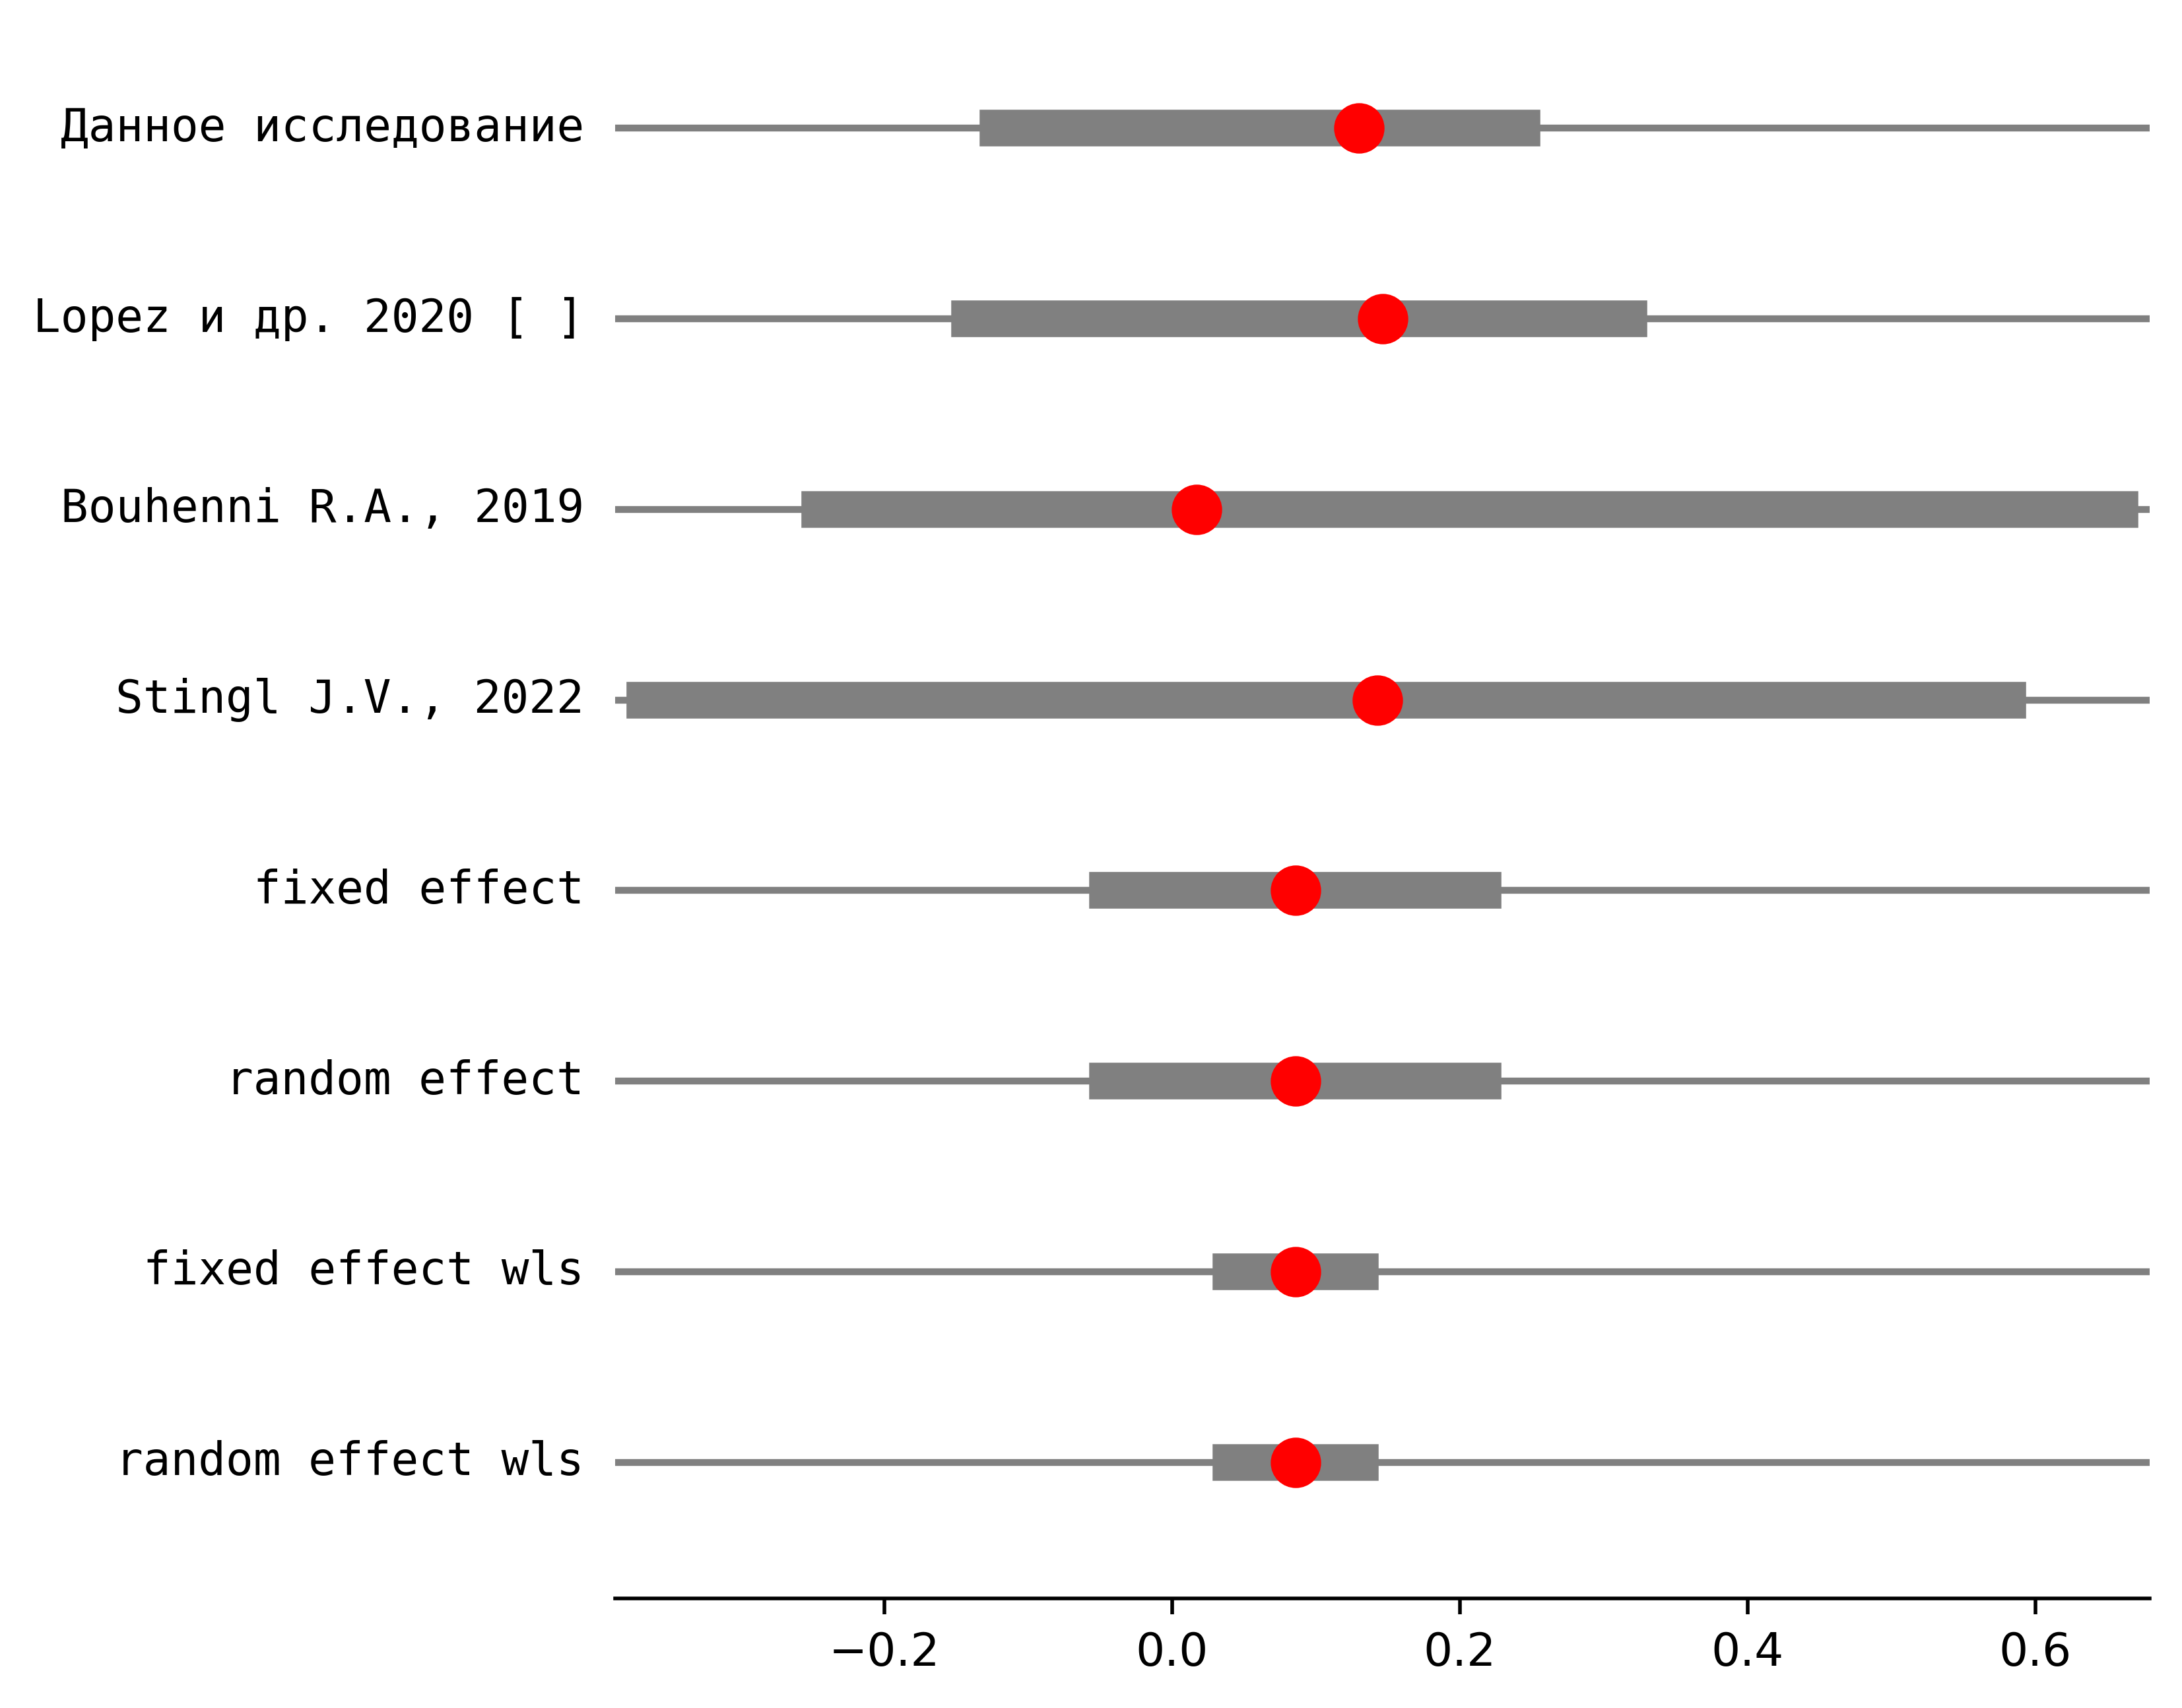 Данное исследование
Lopez и др. 2020 [ ]
Bouhenni R.A., 2019
Stingl J.V., 2022
fixed effect
random effect
fixed effect wls
random effect wls
−0.2 0.0 0.2 0.4 0.6